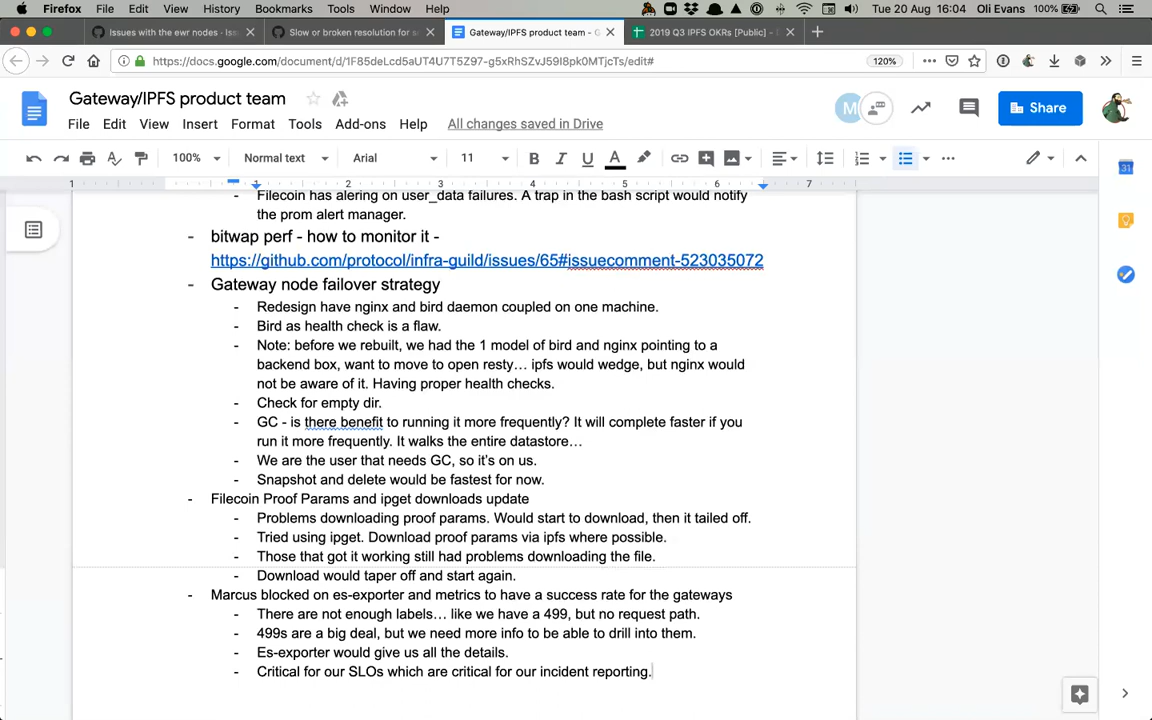 Firefox File Edit View History Bookmarks Tools Window Help Tue 20 Aug 16:04 Oli Evans 100%
Issues with the ewr nodes - Iss Slow or broken resolution for s Gateway/IPFS product team - G 2019 Q3 IPFS OKRs [Public] -
https://docs.google.com/document/d/1F85deLcd5aUT4U7T5Z97-g5xRhSZvJ59I8pk0MTjcTs/edit# 120%
Gateway/IPFS product team
M
Share
File Edit View Insert Format Tools Add-ons Help All changes saved in Drive
100% Normal text Arial 11 B I U A
1 1 2 3 4 5 6 7
31
- Filecoin has alering on user_data failures. A trap in the bash script would notify
the prom alert manager.
- bitwap perf - how to monitor it -
https://github.com/protocol/infra-guild/issues/65#issuecomment-523035072
- Gateway node failover strategy
- Redesign have nginx and bird daemon coupled on one machine.
- Bird as health check is a flaw.
- Note: before we rebuilt, we had the 1 model of bird and nginx pointing to a
backend box, want to move to open resty… ipfs would wedge, but nginx would
not be aware of it. Having proper health checks.
- Check for empty dir.
- GC - is there benefit to running it more frequently? It will complete faster if you
run it more frequently. It walks the entire datastore…
- We are the user that needs GC, so it's on us.
- Snapshot and delete would be fastest for now.
- Filecoin Proof Params and ipget downloads update
- Problems downloading proof params. Would start to download, then it tailed off.
- Tried using ipget. Download proof params via ipfs where possible.
- Those that got it working still had problems downloading the file.
- Download would taper off and start again.
- Marcus blocked on es-exporter and metrics to have a success rate for the gateways
- There are not enough labels… like we have a 499, but no request path.
- 499s are a big deal, but we need more info to be able to drill into them.
- Es-exporter would give us all the details.
- Critical for our SLOs which are critical for our incident reporting.